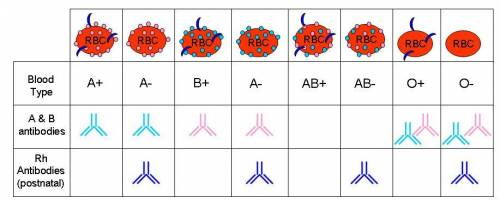 RBC RBC RBC RBC RBC RBC RBC RBC
Blood Type A+ A- B+ A- AB+ AB- O+ O-
A & B antibodies
Rh Antibodies (postnatal)